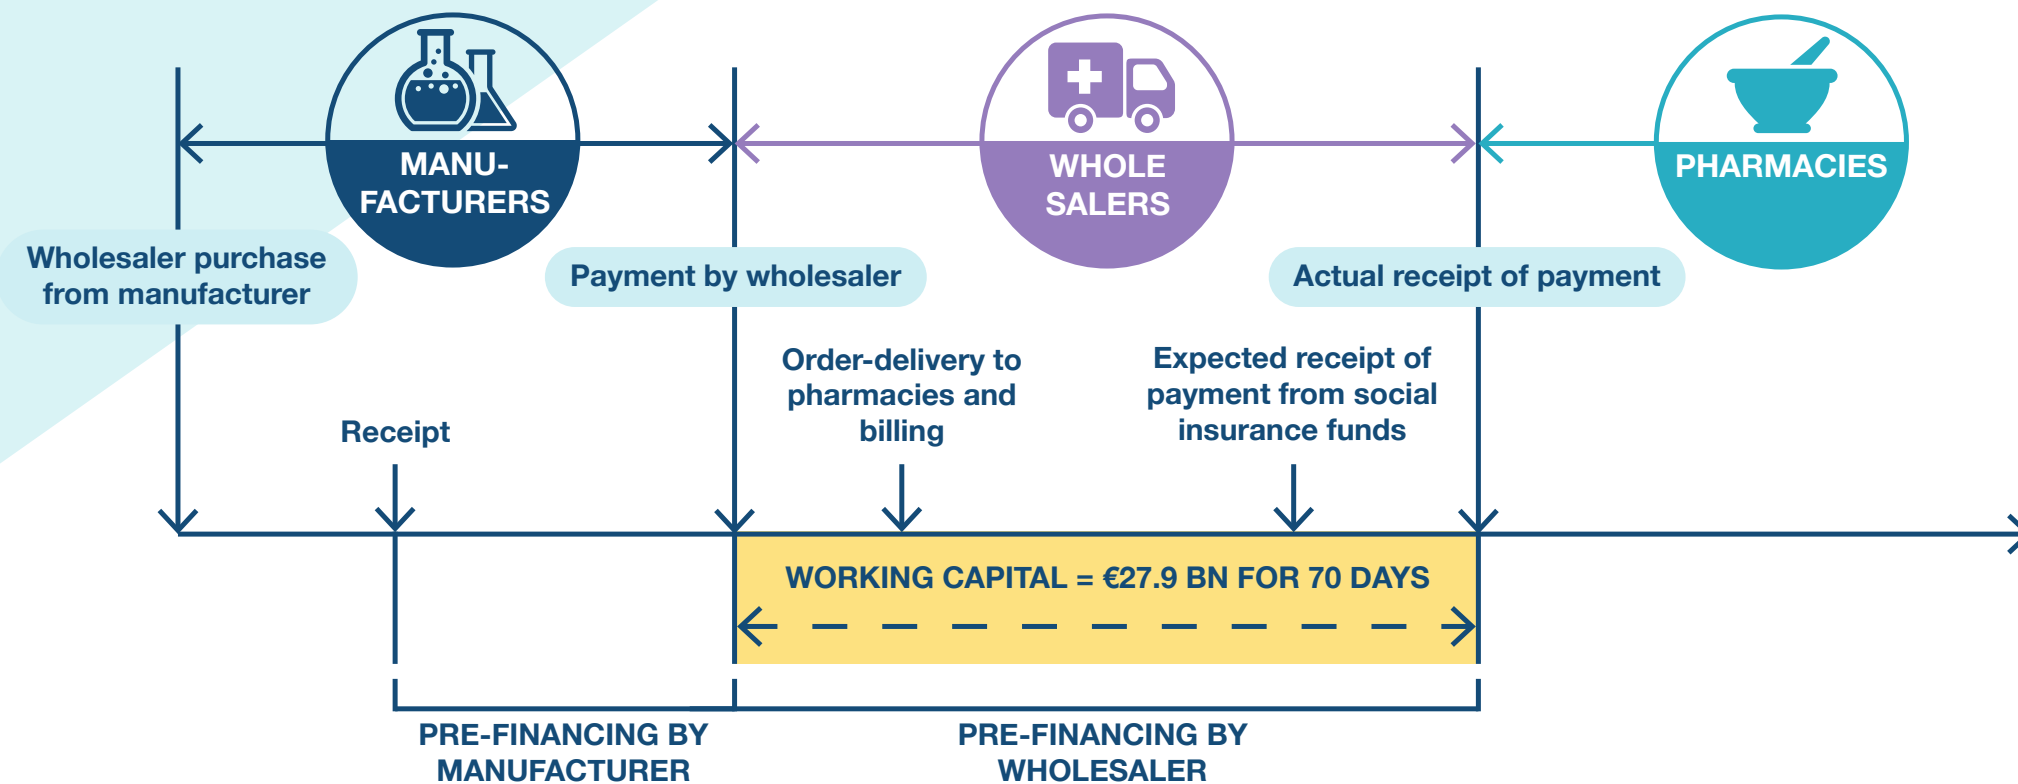 MANU-
FACTURERS
WHOLE
SALERS
PHARMACIES
Wholesaler purchase
from manufacturer
Payment by wholesaler
Actual receipt of payment
Receipt
Order-delivery to
pharmacies and
billing
Expected receipt of
payment from social
insurance funds
WORKING CAPITAL = €27.9 BN FOR 70 DAYS
PRE-FINANCING BY
MANUFACTURER
PRE-FINANCING BY
WHOLESALER